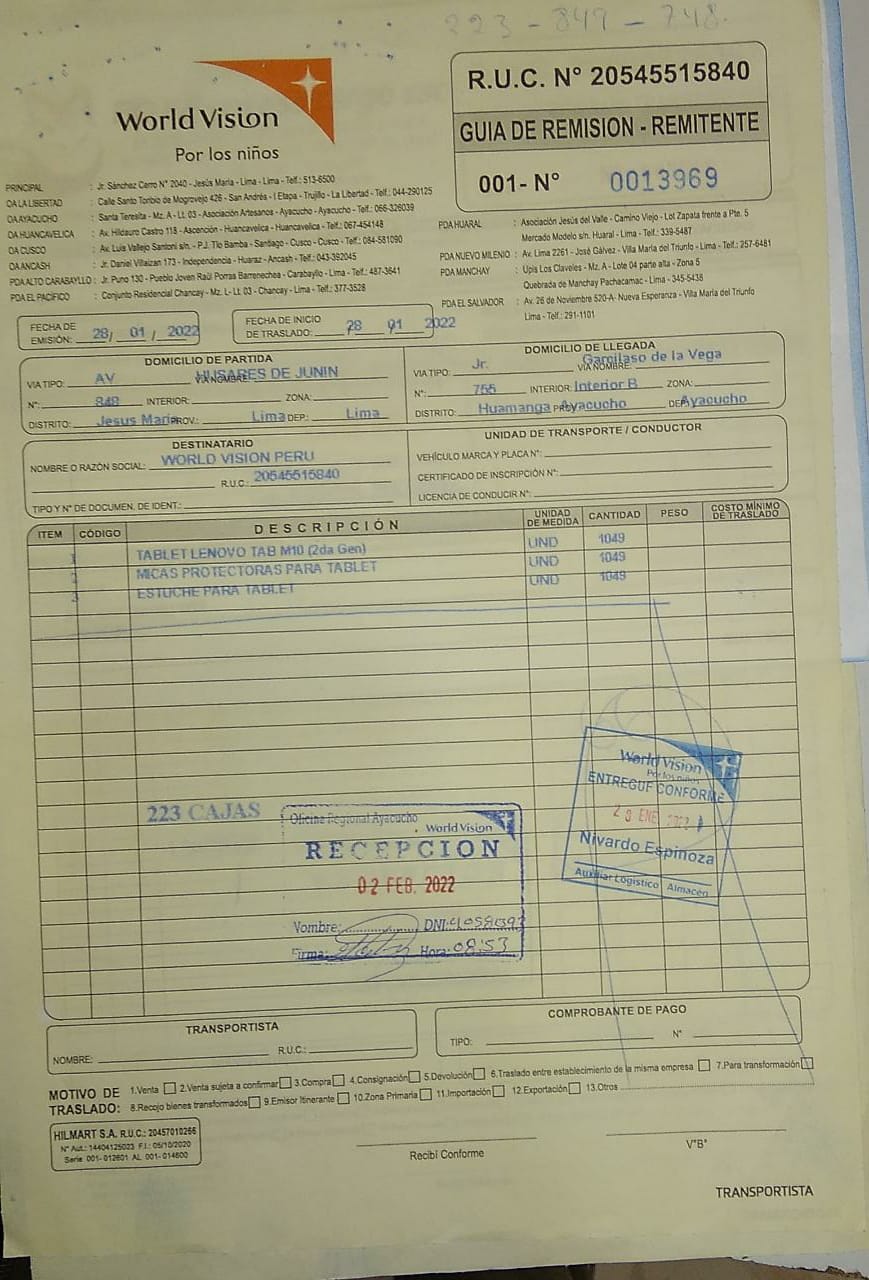 223 - 849 - 748.
World Vision
Por los niños
R.U.C. N° 20545515840
GUIA DE REMISION - REMITENTE
001- N° 0013969
PRINCIPAL : Jr. Sánchez Cerro N° 2040 - Jesús María - Lima - Lima - Telf.: 513-6500
OA LA LIBERTAD : Calle Santo Toribio de Mogrovejo 426 - San Andrés - I Etapa - Trujillo - La Libertad - Telf.: 044-290125
OA AYACUCHO : Santa Teresita - Mz. A - Lt. 03 - Asociación Artesanos - Ayacucho - Ayacucho - Telf.: 066-326039
OA HUANCAVELICA : Av. Hildauro Castro 118 - Ascención - Huancavelica - Huancavelica - Telf.: 067-454148
OA CUSCO : Av. Luis Vallejo Santoni s/n. - P.J. Tío Bamba - Santiago - Cusco - Cusco - Telf.: 084-581090
OA ANCASH : Jr. Daniel Villaizan 173 - Independencia - Huaraz - Ancash - Telf.: 043-392045
PDA ALTO CARABAYLLO : Jr. Puno 130 - Pueblo Joven Raúl Porras Barrenechea - Carabayllo - Lima - Telf.: 487-3641
PDA EL PACÍFICO : Conjunto Residencial Chancay - Mz. L - Lt. 03 - Chancay - Lima - Telf.: 377-3528
PDA HUARAL : Asociación Jesús del Valle - Camino Viejo - Lot Zapata frente a Pte. 5
Mercado Modelo s/n. Huaral - Lima - Telf.: 339-5487
PDA NUEVO MILENIO : Av. Lima 2261 - José Gálvez - Villa María del Triunfo - Lima - Telf.: 257-6481
PDA MANCHAY : Upis Los Claveles - Mz. A - Lote 04 parte alta - Zona 5
Quebrada de Manchay Pachacamac - Lima - 345-5438
PDA EL SALVADOR : Av. 26 de Noviembre 520-A- Nueva Esperanza - Villa María del Triunfo
Lima - Telf.: 291-1101
FECHA DE EMISIÓN: 28/ 01 / 2022
FECHA DE INICIO DE TRASLADO: 28 01 2022
DOMICILIO DE PARTIDA
VIA TIPO: AV VIA NOMBRE: HUSARES DE JUNIN
N°: 848 INTERIOR: ZONA:
DISTRITO: Jesus Maria PROV.: Lima DEP.: Lima
DOMICILIO DE LLEGADA
VIA TIPO: Jr. VIA NOMBRE: Garcilaso de la Vega
N°: 755 INTERIOR: Interior B ZONA:
DISTRITO: Huamanga PROV.: Ayacucho DEP.: Ayacucho
DESTINATARIO
NOMBRE O RAZÓN SOCIAL: WORLD VISION PERU
R.U.C.: 20545515840
TIPO Y N° DE DOCUMEN. DE IDENT.:
UNIDAD DE TRANSPORTE / CONDUCTOR
VEHÍCULO MARCA Y PLACA N°:
CERTIFICADO DE INSCRIPCIÓN N°:
LICENCIA DE CONDUCIR N°:
ITEM CÓDIGO DESCRIPCIÓN UNIDAD DE MEDIDA CANTIDAD PESO COSTO MÍNIMO DE TRASLADO
1 TABLET LENOVO TAB M10 (2da Gen) UND 1049
2 MICAS PROTECTORAS PARA TABLET UND 1049
3 ESTUCHE PARA TABLET UND 1049
World Vision
Por los niños
ENTREGUE CONFORME
29 ENE 2022
Nivardo Espinoza
Auxiliar Logístico Almacén
223 CAJAS
Oficina Regional Ayacucho
World Vision
RECEPCION
02 FEB. 2022
Nombre: DNI:
Firma: Hora: 08:53
TRANSPORTISTA
NOMBRE: R.U.C.:
COMPROBANTE DE PAGO
TIPO: N°
MOTIVO DE TRASLADO:
1.Venta 2.Venta sujeta a confirmar 3.Compra 4.Consignación 5.Devolución 6.Traslado entre establecimiento de la misma empresa 7.Para transformación
8.Recojo bienes transformados 9.Emisor Itinerante 10.Zona Primaria 11.Importación 12.Exportación 13.Otros
HILMART S.A. R.U.C.: 20457010266
N° Aut.: 14404125023 F.I.: 05/10/2020
Serie 001-012601 AL 001-014600
Recibí Conforme
V°B°
TRANSPORTISTA